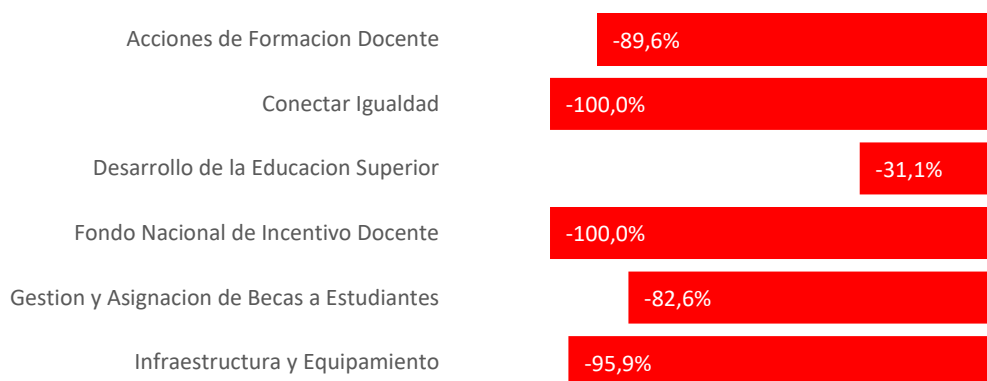 Acciones de Formacion Docente -89,6%
Conectar Igualdad -100,0%
Desarrollo de la Educacion Superior -31,1%
Fondo Nacional de Incentivo Docente -100,0%
Gestion y Asignacion de Becas a Estudiantes -82,6%
Infraestructura y Equipamiento -95,9%